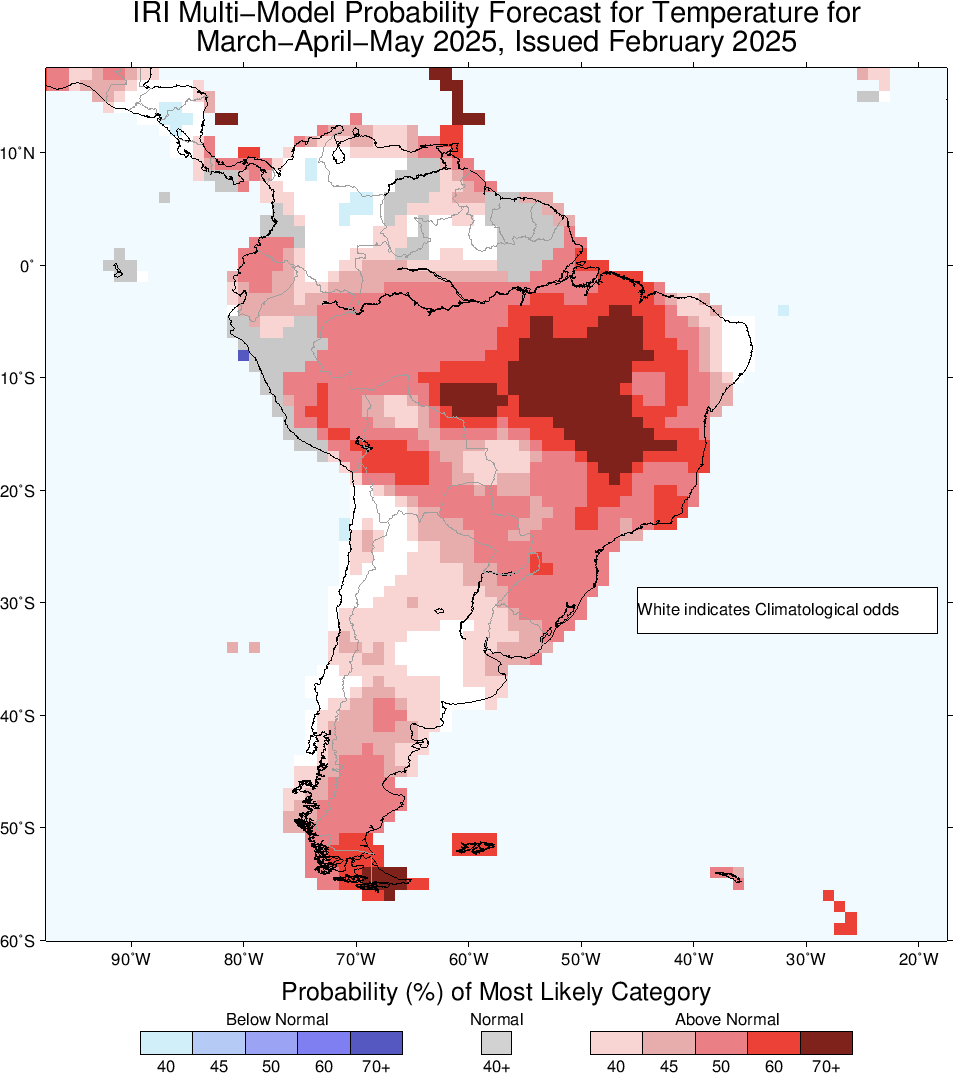 IRI Multi−Model Probability Forecast for Temperature for
March−April−May 2025, Issued February 2025
10˚N
0˚
10˚S
20˚S
30˚S
White indicates Climatological odds
40˚S
50˚S
60˚S
90˚W 80˚W 70˚W 60˚W 50˚W 40˚W 30˚W 20˚W
Probability (%) of Most Likely Category
Below Normal Normal Above Normal
40 45 50 60 70+ 40+ 40 45 50 60 70+